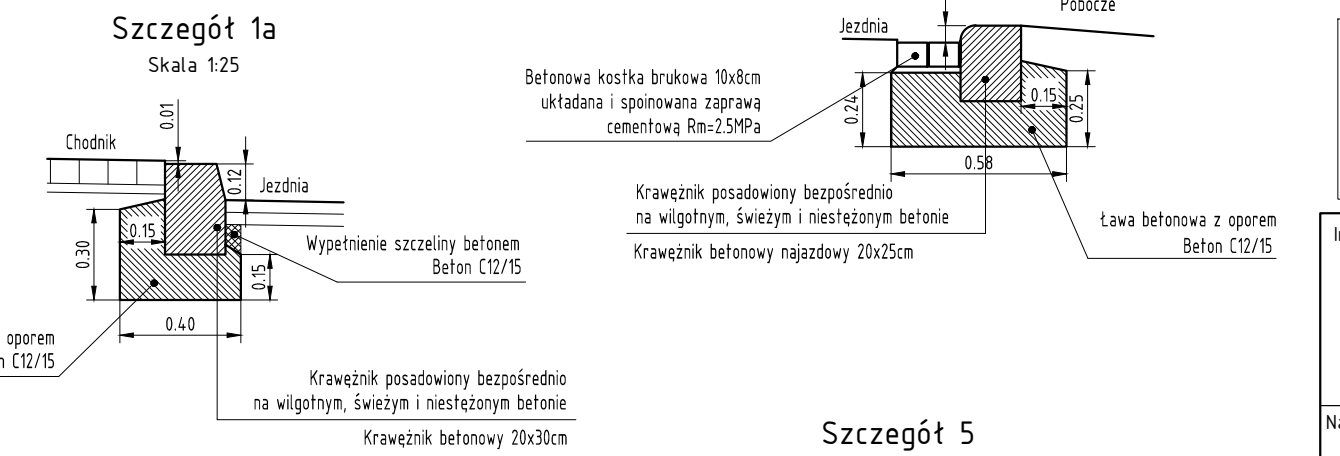 Szczegół 1a
Skala 1:25
0.01
Chodnik
0.12
Jezdnia
0.15
0.30
Wypełnienie szczeliny betonem
Beton C12/15
0.15
0.40
oporem
C12/15
Krawężnik posadowiony bezpośrednio
na wilgotnym, świeżym i niestężonym betonie
Krawężnik betonowy 20x30cm
Pobocze
Jezdnia
Betonowa kostka brukowa 10x8cm
układana i spoinowana zaprawą
cementową Rm=2.5MPa
0.24
0.15
0.25
0.58
Krawężnik posadowiony bezpośrednio
na wilgotnym, świeżym i niestężonym betonie
Krawężnik betonowy najazdowy 20x25cm
Ława betonowa z oporem
Beton C12/15
Szczegół 5